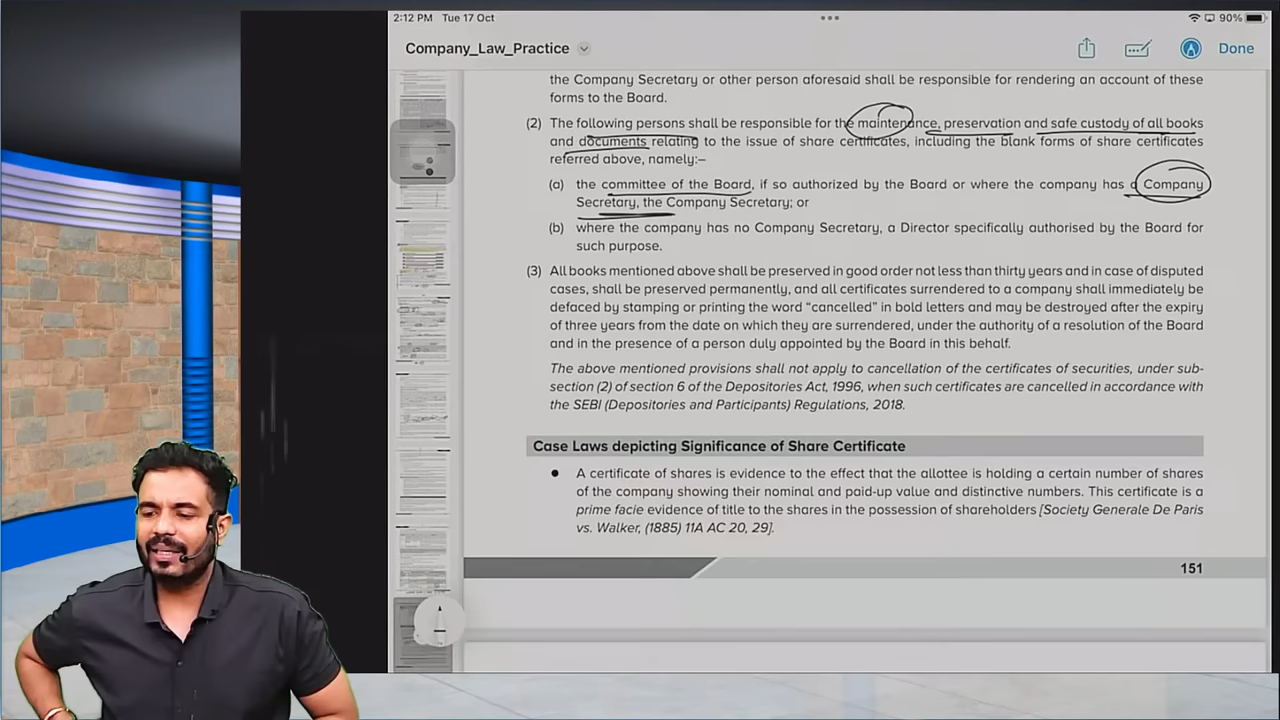 2:12 PM Tue 17 Oct
90%
Company_Law_Practice
Done
the Company Secretary or other person aforesaid shall be responsible for rendering an account of these
forms to the Board.
(2) The following persons shall be responsible for the maintenance, preservation and safe custody of all books
and documents relating to the issue of share certificates, including the blank forms of share certificates
referred above, namely:–
(a) the committee of the Board, if so authorized by the Board or where the company has a Company
Secretary, the Company Secretary; or
(b) where the company has no Company Secretary, a Director specifically authorised by the Board for
such purpose.
(3) All books mentioned above shall be preserved in good order not less than thirty years and in case of disputed
cases, shall be preserved permanently, and all certificates surrendered to a company shall immediately be
defaced by stamping or printing the word "cancelled" in bold letters and may be destroyed after the expiry
of three years from the date on which they are surrendered, under the authority of a resolution of the Board
and in the presence of a person duly appointed by the Board in this behalf.
The above mentioned provisions shall not apply to cancellation of the certificates of securities, under sub-
section (2) of section 6 of the Depositories Act, 1996, when such certificates are cancelled in accordance with
the SEBI (Depositories and Participants) Regulations, 2018.
Case Laws depicting Significance of Share Certificate
● A certificate of shares is evidence to the effect that the allottee is holding a certain number of shares
of the company showing their nominal and paid-up value and distinctive numbers. This certificate is a
prime facie evidence of title to the shares in the possession of shareholders [Society Generale De Paris
vs. Walker, (1885) 11A AC 20, 29].
151